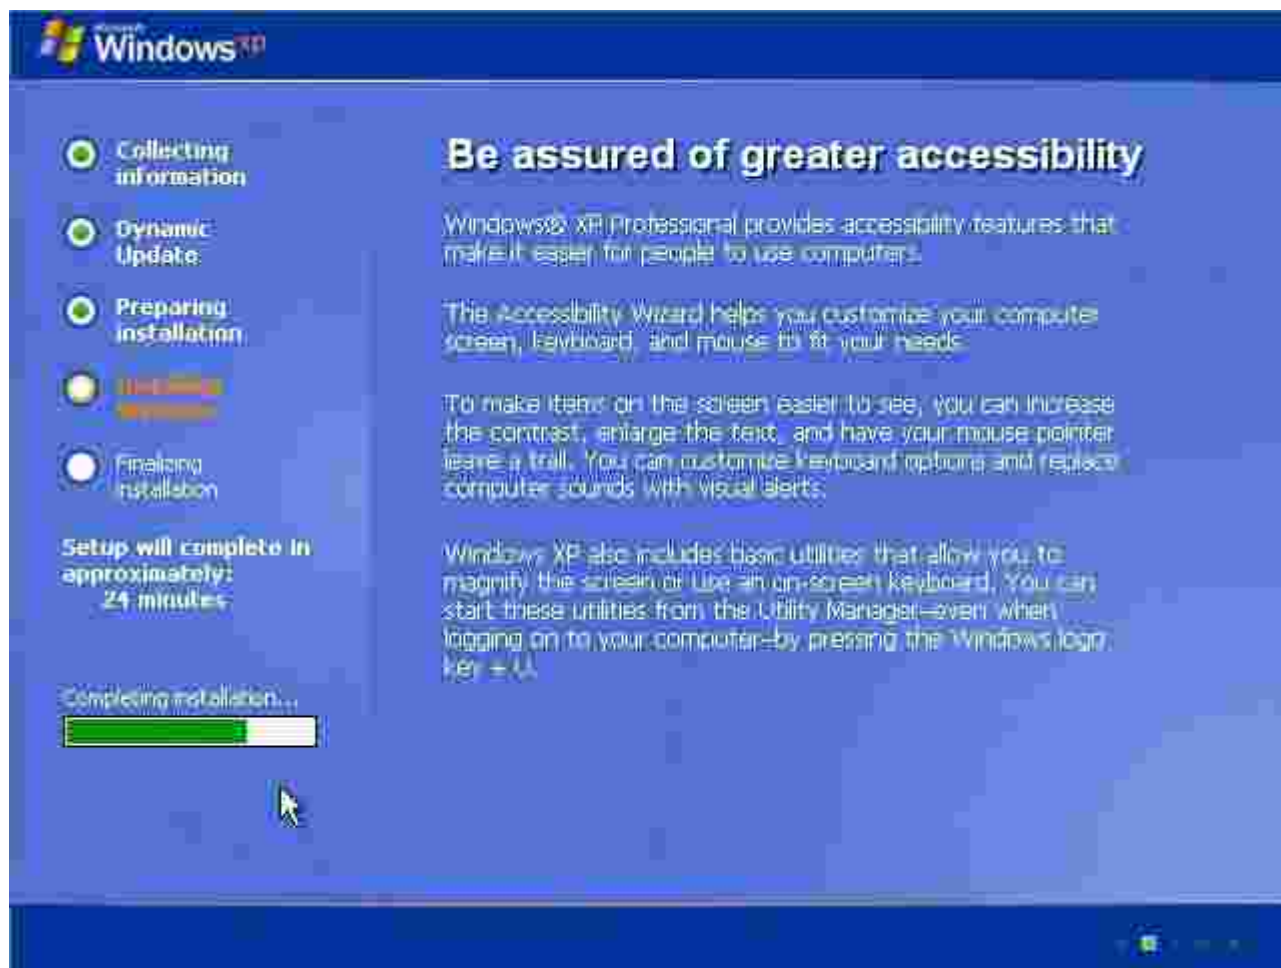 Microsoft
Windows xp
Collecting
information
Dynamic
Update
Preparing
installation
Installing
Windows
Finalizing
installation
Setup will complete in
approximately:
24 minutes
Completing installation...
Be assured of greater accessibility
Windows® XP Professional provides accessibility features that
make it easier for people to use computers.
The Accessibility Wizard helps you customize your computer
screen, keyboard, and mouse to fit your needs.
To make items on the screen easier to see, you can increase
the contrast, enlarge the text, and have your mouse pointer
leave a trail. You can customize keyboard options and replace
computer sounds with visual alerts.
Windows XP also includes basic utilities that allow you to
magnify the screen or use an on-screen keyboard. You can
start these utilities from the Utility Manager–even when
logging on to your computer–by pressing the Windows logo
key + U.